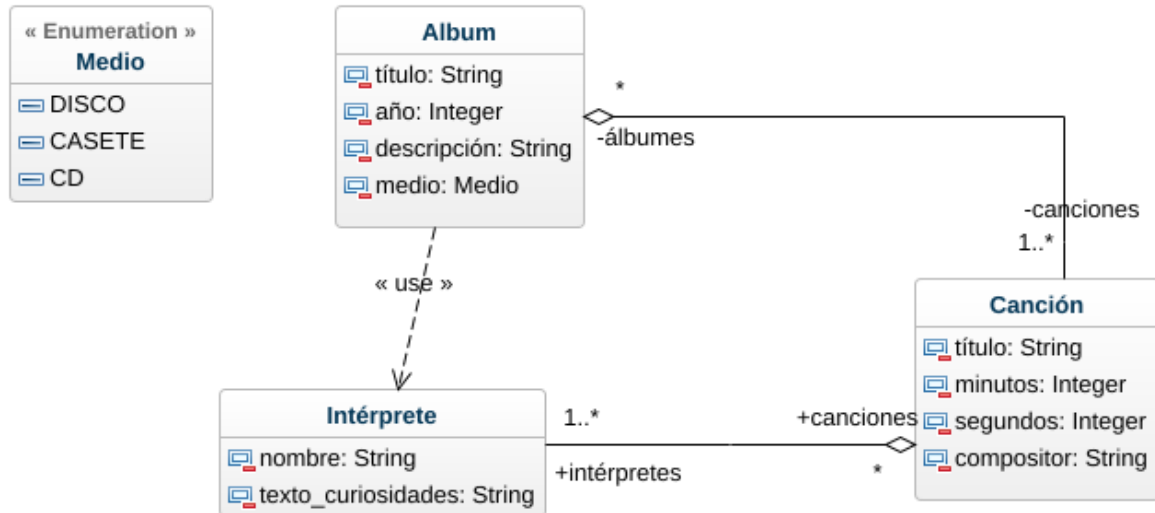 « Enumeration »
Medio
DISCO
CASETE
CD
Album
título: String
año: Integer
descripción: String
medio: Medio
*
-álbumes
-canciones
1..*
« use »
Canción
título: String
minutos: Integer
segundos: Integer
compositor: String
Intérprete
nombre: String
texto_curiosidades: String
1..*
+intérpretes
+canciones
*